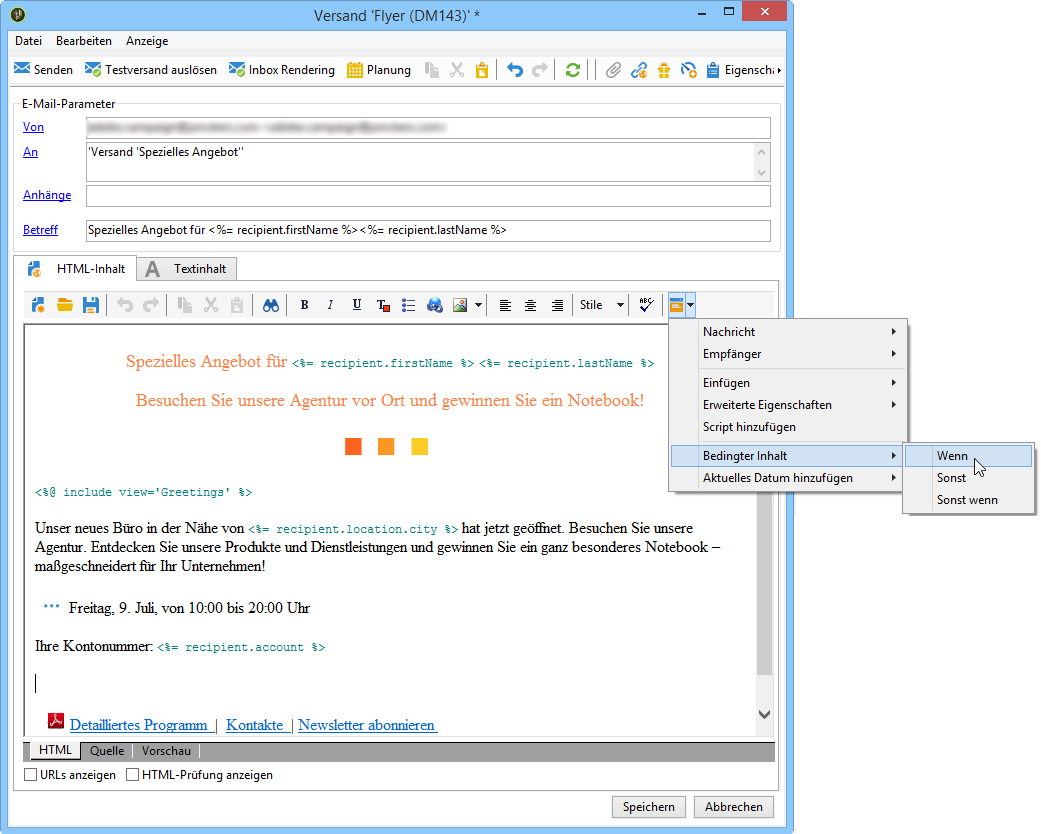 Versand 'Flyer (DM143)' *
Datei Bearbeiten Anzeige
Senden Testversand auslösen Inbox Rendering Planung Eigenscha
E-Mail-Parameter
Von
An 'Versand 'Spezielles Angebot''
Anhänge
Betreff Spezielles Angebot für <%= recipient.firstName %><%= recipient.lastName %>
HTML-Inhalt A Textinhalt
B I U T Stile ABC
Nachricht
Empfänger
Einfügen
Erweiterte Eigenschaften
Script hinzufügen
Bedingter Inhalt
Aktuelles Datum hinzufügen
Wenn
Sonst
Sonst wenn
Spezielles Angebot für <%= recipient.firstName %> <%= recipient.lastName %>
Besuchen Sie unsere Agentur vor Ort und gewinnen Sie ein Notebook!
<%@ include view='Greetings' %>
Unser neues Büro in der Nähe von <%= recipient.location.city %> hat jetzt geöffnet. Besuchen Sie unsere
Agentur. Entdecken Sie unsere Produkte und Dienstleistungen und gewinnen Sie ein ganz besonderes Notebook –
maßgeschneidert für Ihr Unternehmen!
Freitag, 9. Juli, von 10:00 bis 20:00 Uhr
Ihre Kontonummer: <%= recipient.account %>
Detailliertes Programm | Kontakte | Newsletter abonnieren
HTML Quelle Vorschau
URLs anzeigen HTML-Prüfung anzeigen
Speichern Abbrechen